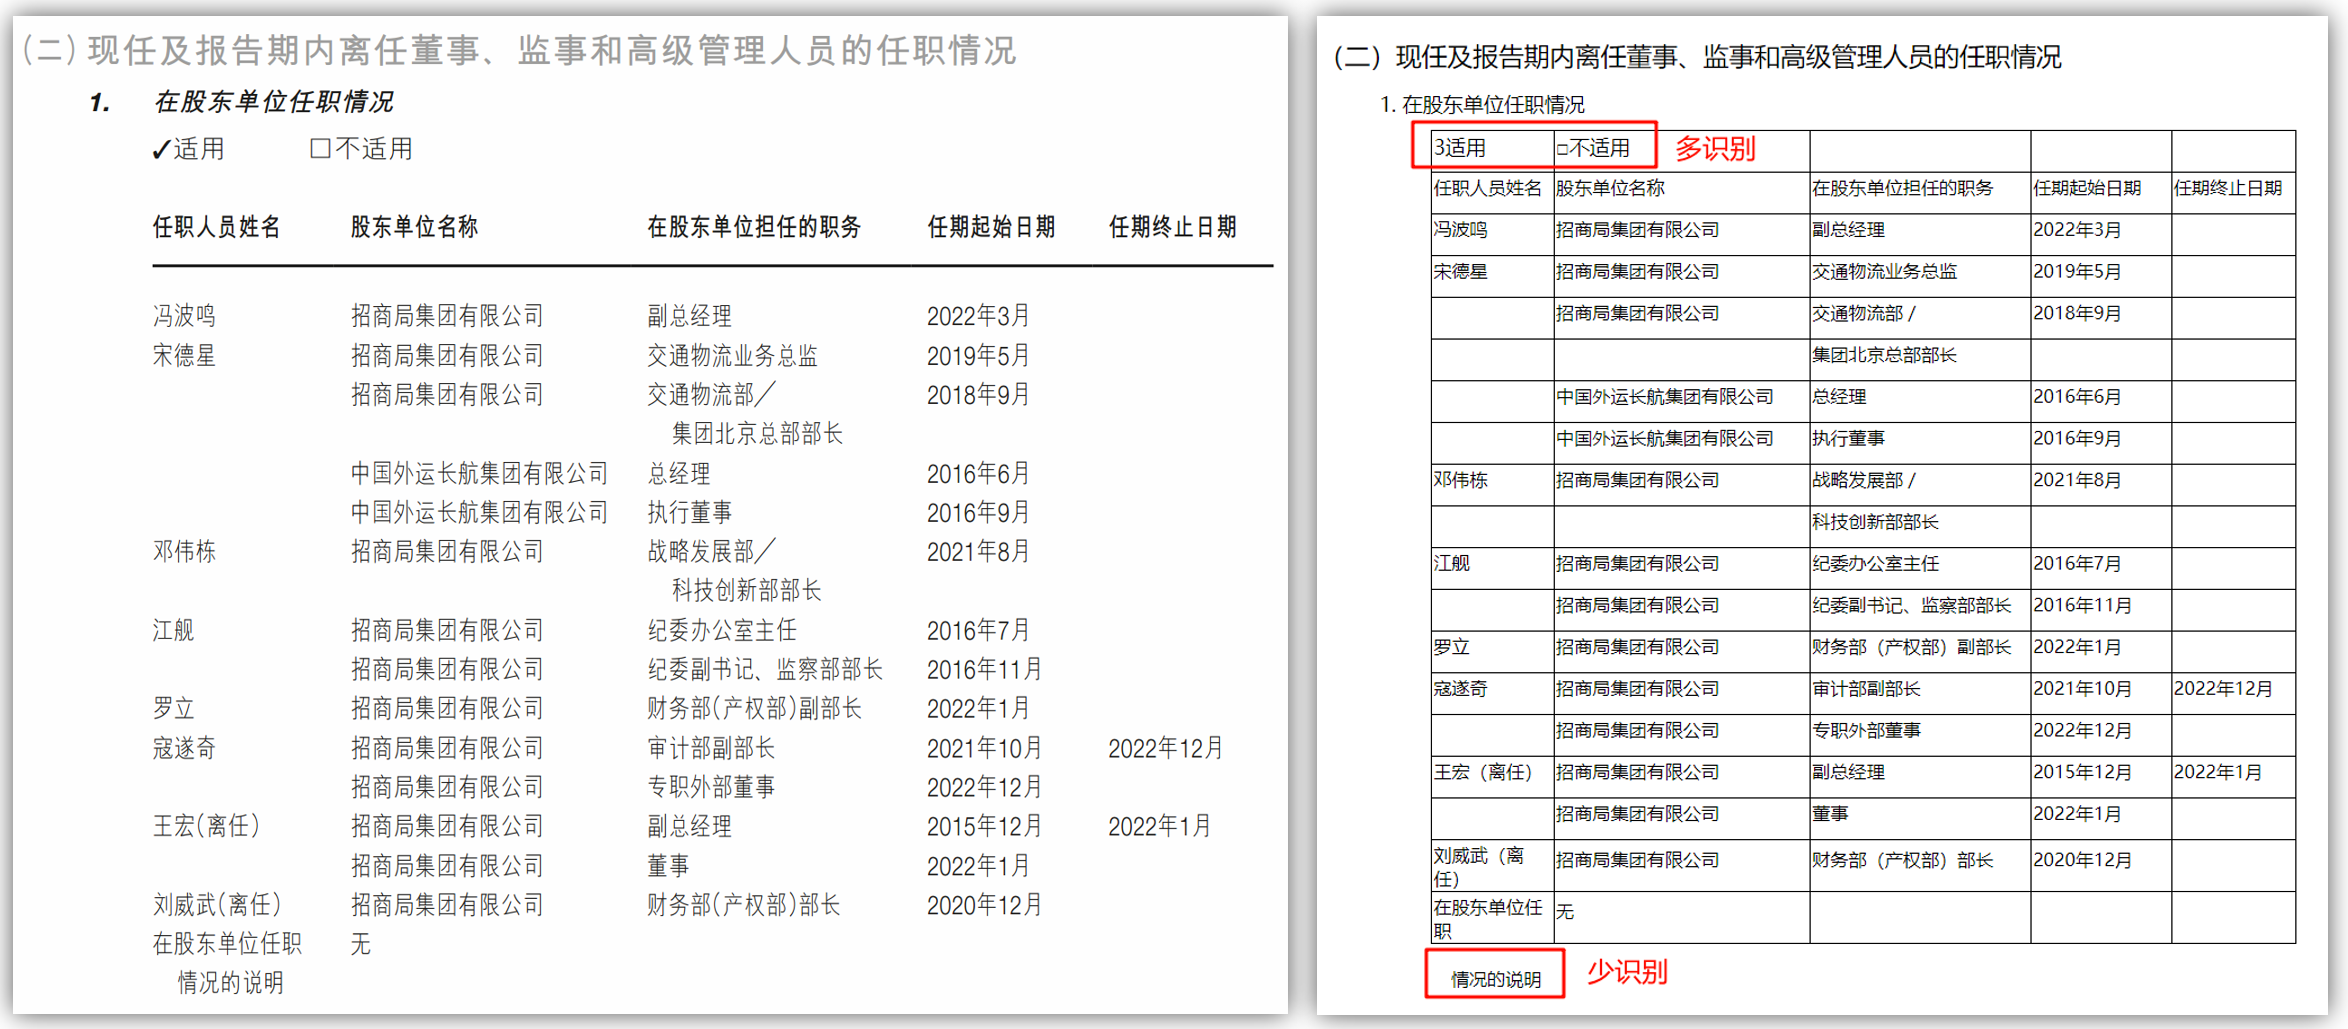 (二) 现任及报告期内离任董事、监事和高级管理人员的任职情况
1. 在股东单位任职情况
✓适用 □不适用
任职人员姓名 股东单位名称 在股东单位担任的职务 任期起始日期 任期终止日期
冯波鸣 招商局集团有限公司 副总经理 2022年3月
宋德星 招商局集团有限公司 交通物流业务总监 2019年5月
招商局集团有限公司 交通物流部╱ 2018年9月
集团北京总部部长
中国外运长航集团有限公司 总经理 2016年6月
中国外运长航集团有限公司 执行董事 2016年9月
邓伟栋 招商局集团有限公司 战略发展部╱ 2021年8月
科技创新部部长
江舰 招商局集团有限公司 纪委办公室主任 2016年7月
招商局集团有限公司 纪委副书记、监察部部长 2016年11月
罗立 招商局集团有限公司 财务部(产权部)副部长 2022年1月
寇遂奇 招商局集团有限公司 审计部副部长 2021年10月 2022年12月
招商局集团有限公司 专职外部董事 2022年12月
王宏(离任) 招商局集团有限公司 副总经理 2015年12月 2022年1月
招商局集团有限公司 董事 2022年1月
刘威武(离任) 招商局集团有限公司 财务部(产权部)部长 2020年12月
在股东单位任职 无
情况的说明
(二) 现任及报告期内离任董事、监事和高级管理人员的任职情况
1. 在股东单位任职情况
3适用 □不适用 多识别
任职人员姓名 股东单位名称 在股东单位担任的职务 任期起始日期 任期终止日期
冯波鸣 招商局集团有限公司 副总经理 2022年3月
宋德星 招商局集团有限公司 交通物流业务总监 2019年5月
招商局集团有限公司 交通物流部 / 2018年9月
集团北京总部部长
中国外运长航集团有限公司 总经理 2016年6月
中国外运长航集团有限公司 执行董事 2016年9月
邓伟栋 招商局集团有限公司 战略发展部 / 2021年8月
科技创新部部长
江舰 招商局集团有限公司 纪委办公室主任 2016年7月
招商局集团有限公司 纪委副书记、监察部部长 2016年11月
罗立 招商局集团有限公司 财务部（产权部）副部长 2022年1月
寇遂奇 招商局集团有限公司 审计部副部长 2021年10月 2022年12月
招商局集团有限公司 专职外部董事 2022年12月
王宏（离任） 招商局集团有限公司 副总经理 2015年12月 2022年1月
招商局集团有限公司 董事 2022年1月
刘威武（离
任） 招商局集团有限公司 财务部（产权部）部长 2020年12月
在股东单位任
职 无
情况的说明 少识别